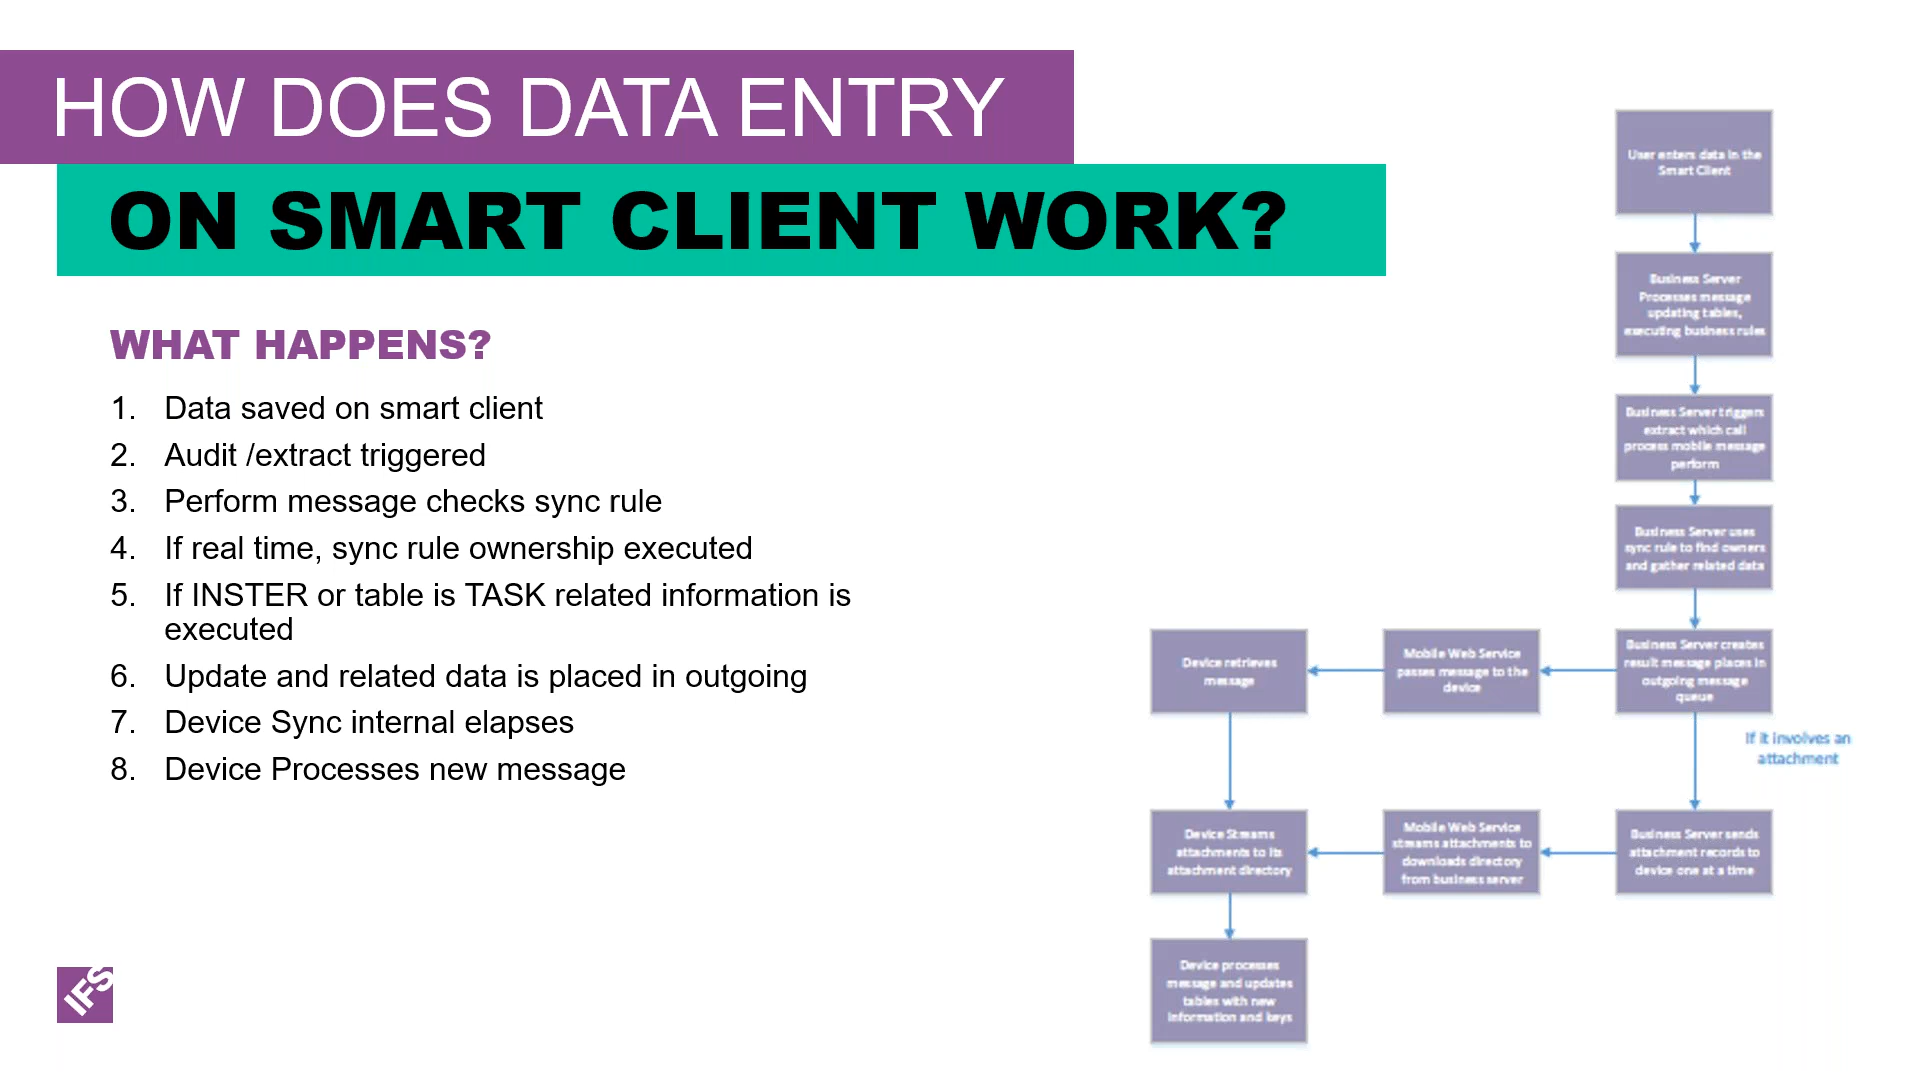 HOW DOES DATA ENTRY
ON SMART CLIENT WORK?
WHAT HAPPENS?
1. Data saved on smart client
2. Audit /extract triggered
3. Perform message checks sync rule
4. If real time, sync rule ownership executed
5. If INSTER or table is TASK related information is
executed
6. Update and related data is placed in outgoing
7. Device Sync internal elapses
8. Device Processes new message
User enters data in the
Smart Client
Business Server
Processes message
updating tables,
executing business rules
Business Server triggers
extract which call
process mobile message
perform
Business Server uses
sync rule to find owners
and gather related data
Business Server creates
result message places in
outgoing message
queue
Mobile Web Service
passes message to the
device
Device retrieves
message
If it involves an
attachment
Business Server sends
attachment records to
device one at a time
Mobile Web Service
streams attachments to
downloads directory
from business server
Device Streams
attachments to its
attachment directory
Device processes
message and updates
tables with new
information and keys
IFS